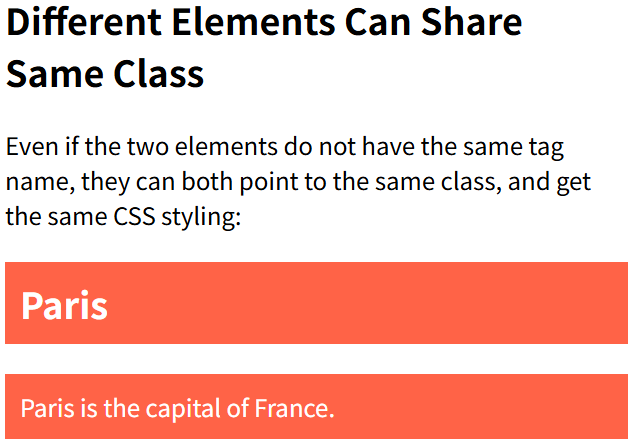 Different Elements Can Share
Same Class
Even if the two elements do not have the same tag
name, they can both point to the same class, and get
the same CSS styling:
Paris
Paris is the capital of France.